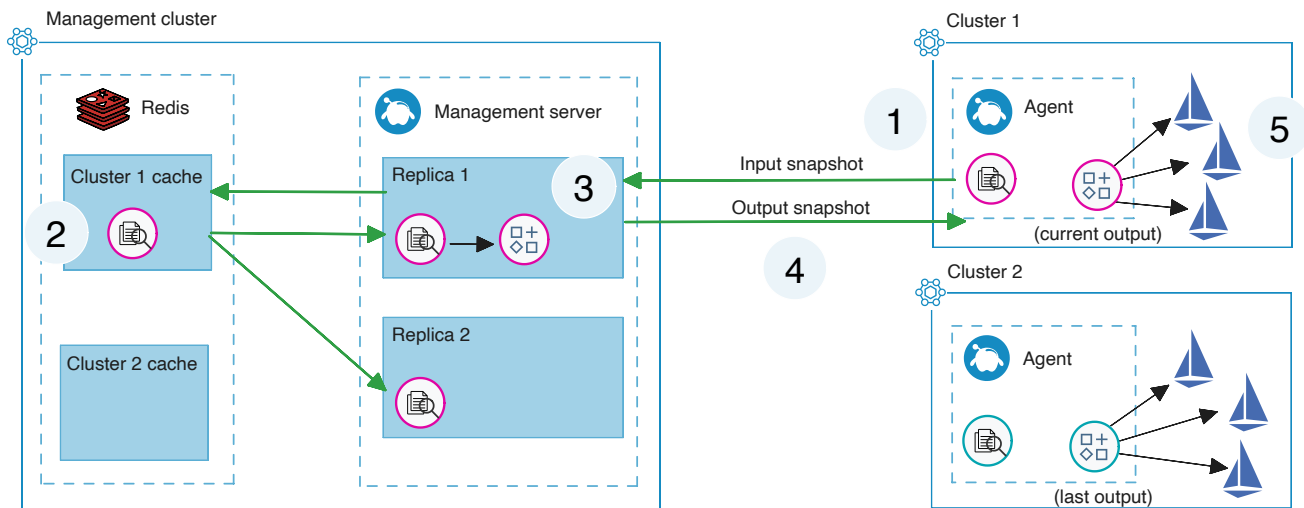 Management cluster
Redis
Cluster 1 cache
2
Cluster 2 cache
Management server
Replica 1
3
Replica 2
1
Input snapshot
Output snapshot
4
Cluster 1
Agent
5
(current output)
Cluster 2
Agent
(last output)